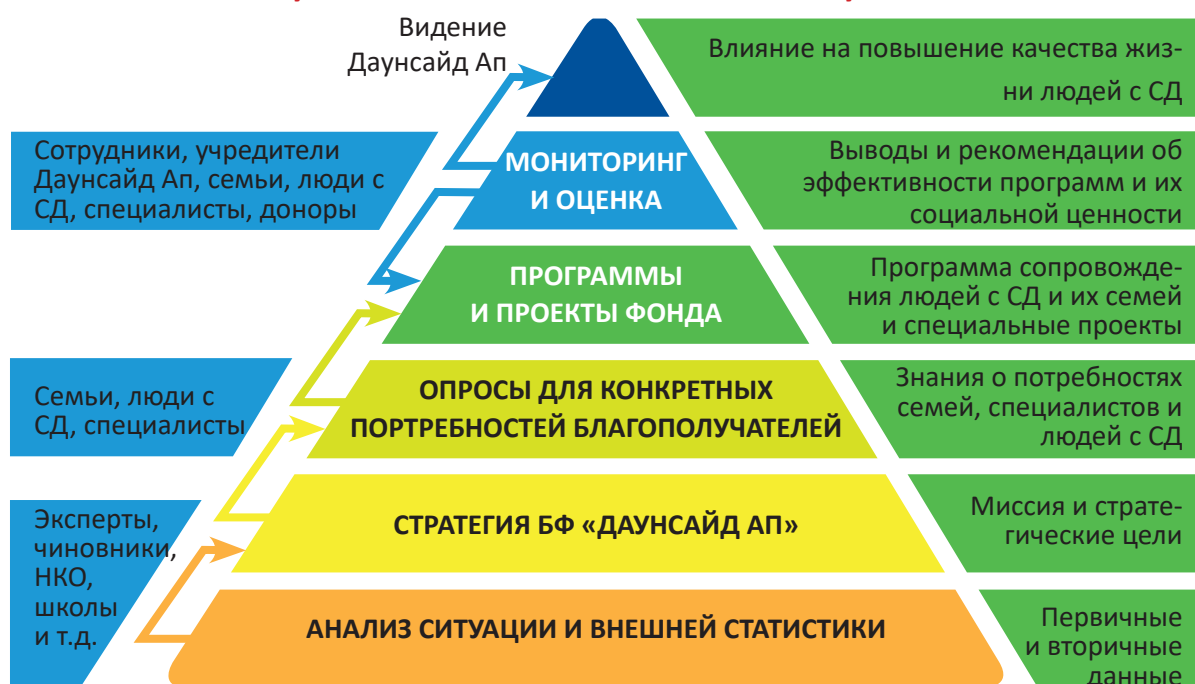 Видение
Даунсайд Ап
Влияние на повышение качества жиз-
ни людей с СД
Сотрудники, учредители
Даунсайд Ап, семьи, люди с
СД, специалисты, доноры
МОНИТОРИНГ
И ОЦЕНКА
Выводы и рекомендации об
эффективности программ и их
социальной ценности
ПРОГРАММЫ
И ПРОЕКТЫ ФОНДА
Программа сопровожде-
ния людей с СД и их семей
и специальные проекты
Семьи, люди с
СД, специалисты
ОПРОСЫ ДЛЯ КОНКРЕТНЫХ
ПОРТРЕБНОСТЕЙ БЛАГОПОЛУЧАТЕЛЕЙ
Знания о потребностях
семей, специалистов и
людей с СД
Эксперты,
чиновники,
НКО,
школы
и т.д.
СТРАТЕГИЯ БФ «ДАУНСАЙД АП»
Миссия и страте-
гические цели
АНАЛИЗ СИТУАЦИИ И ВНЕШНЕЙ СТАТИСТИКИ
Первичные
и вторичные
данные